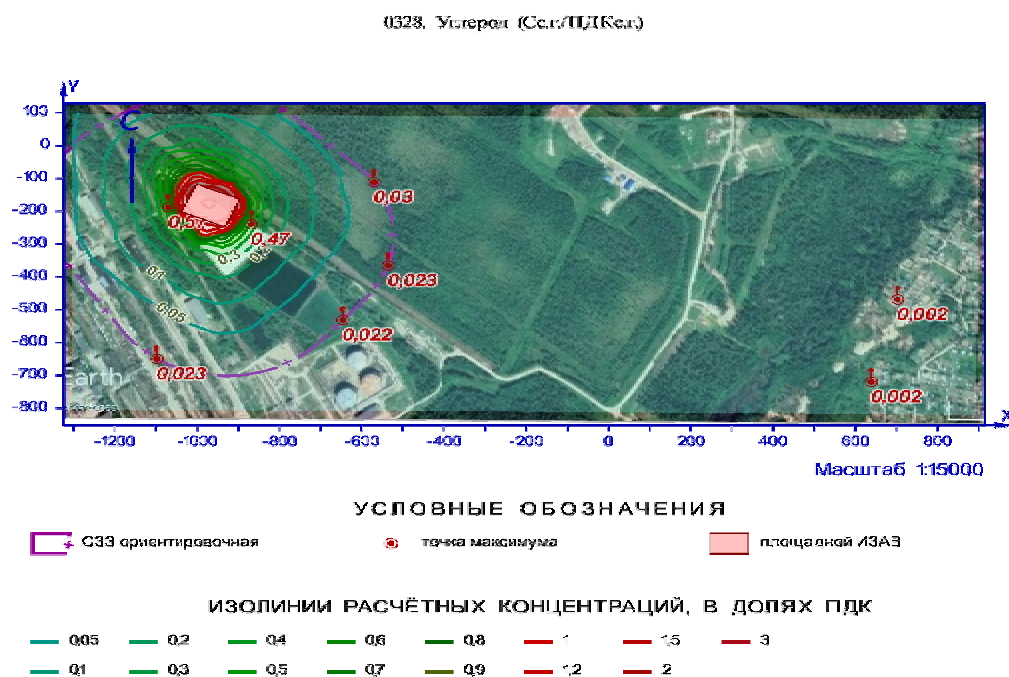 0328. Углерод (Сс.г./ПДКс.г.)
Y
100
С
0
-100
0,03
-200
0,57
0,47
-300
0,3
0,1
-400
0,023
0,05
-500
0,002
0,022
-600
0,023
-700
Earth
0,002
-800
X
-1200 -1000 -800 -600 -400 -200 0 200 400 600 800
Масштаб 1:15000
УСЛОВНЫЕ ОБОЗНАЧЕНИЯ
СЗЗ ориентировочная точка максимума площадной ИЗАВ
ИЗОЛИНИИ РАСЧЁТНЫХ КОНЦЕНТРАЦИЙ, В ДОЛЯХ ПДК
0,05 0,2 0,4 0,6 0,8 1 1,5 3
0,1 0,3 0,5 0,7 0,9 1,2 2